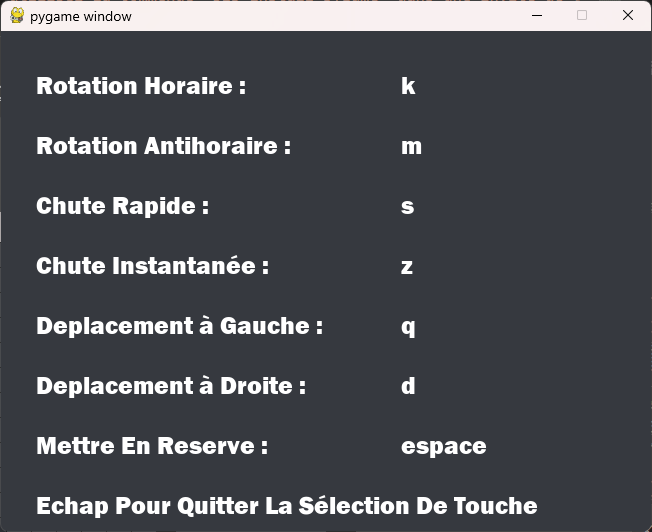 pygame window
Rotation Horaire : k
Rotation Antihoraire : m
Chute Rapide : s
Chute Instantanée : z
Deplacement à Gauche : q
Deplacement à Droite : d
Mettre En Reserve : espace
Echap Pour Quitter La Sélection De Touche